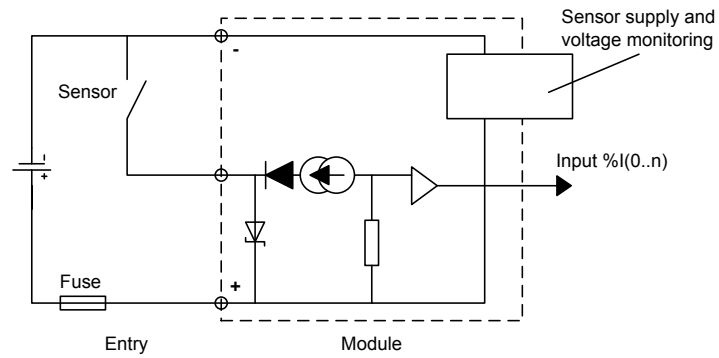 Sensor supply and
voltage monitoring
-
Sensor
Input %I(0..n)
-
+
+
Fuse
Entry
Module